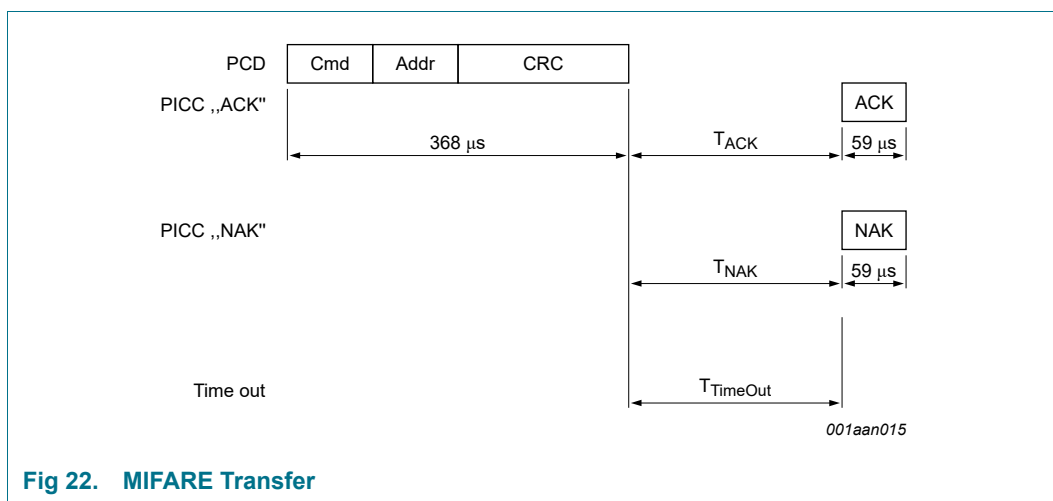 PCD Cmd Addr CRC
PICC ,,ACK" ACK
368 µs TACK 59 µs
PICC ,,NAK" NAK
TNAK 59 µs
Time out TTimeOut
001aan015
Fig 22. MIFARE Transfer